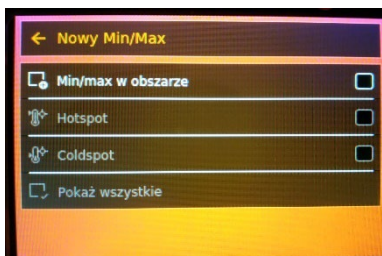 Nowy Min/Max
Min/max w obszarze
Hotspot
Coldspot
Pokaż wszystkie